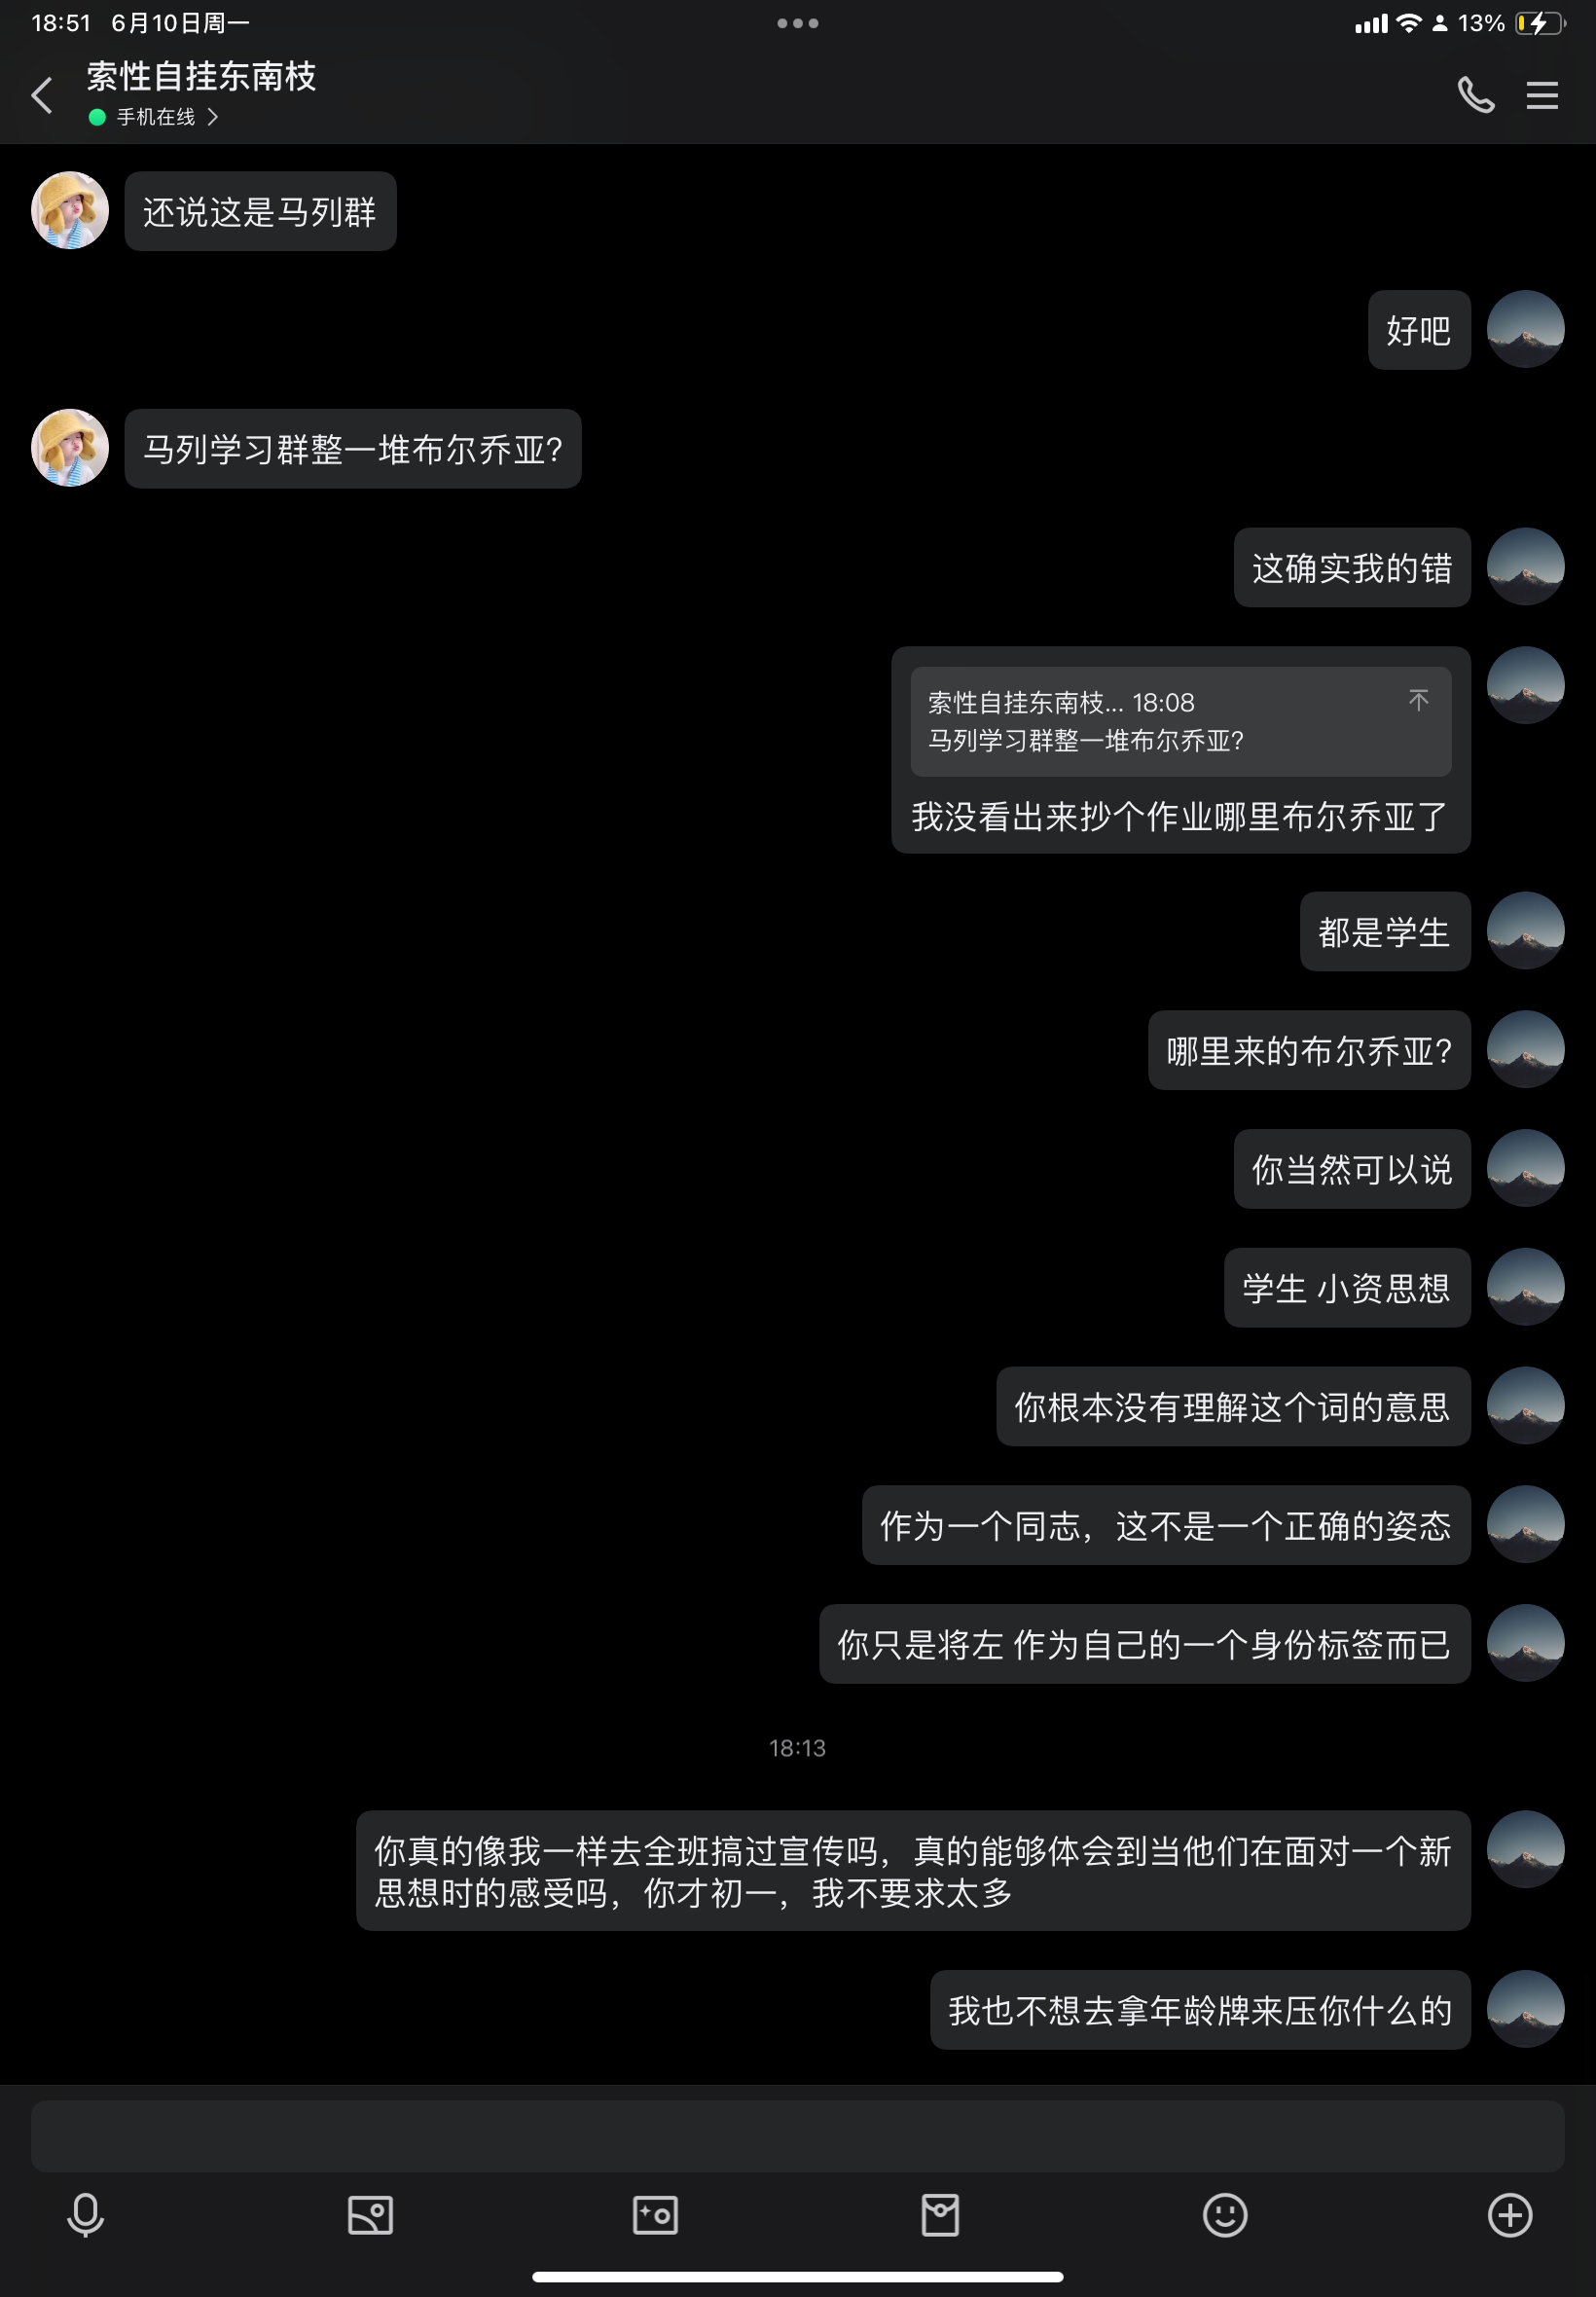 18:51 6月10日周一
13%
索性自挂东南枝
手机在线
还说这是马列群
好吧
马列学习群整一堆布尔乔亚?
这确实我的错
索性自挂东南枝... 18:08
马列学习群整一堆布尔乔亚?
我没看出来抄个作业哪里布尔乔亚了
都是学生
哪里来的布尔乔亚?
你当然可以说
学生 小资思想
你根本没有理解这个词的意思
作为一个同志，这不是一个正确的姿态
你只是将左 作为自己的一个身份标签而已
18:13
你真的像我一样去全班搞过宣传吗，真的能够体会到当他们在面对一个新
思想时的感受吗，你才初一，我不要求太多
我也不想去拿年龄牌来压你什么的